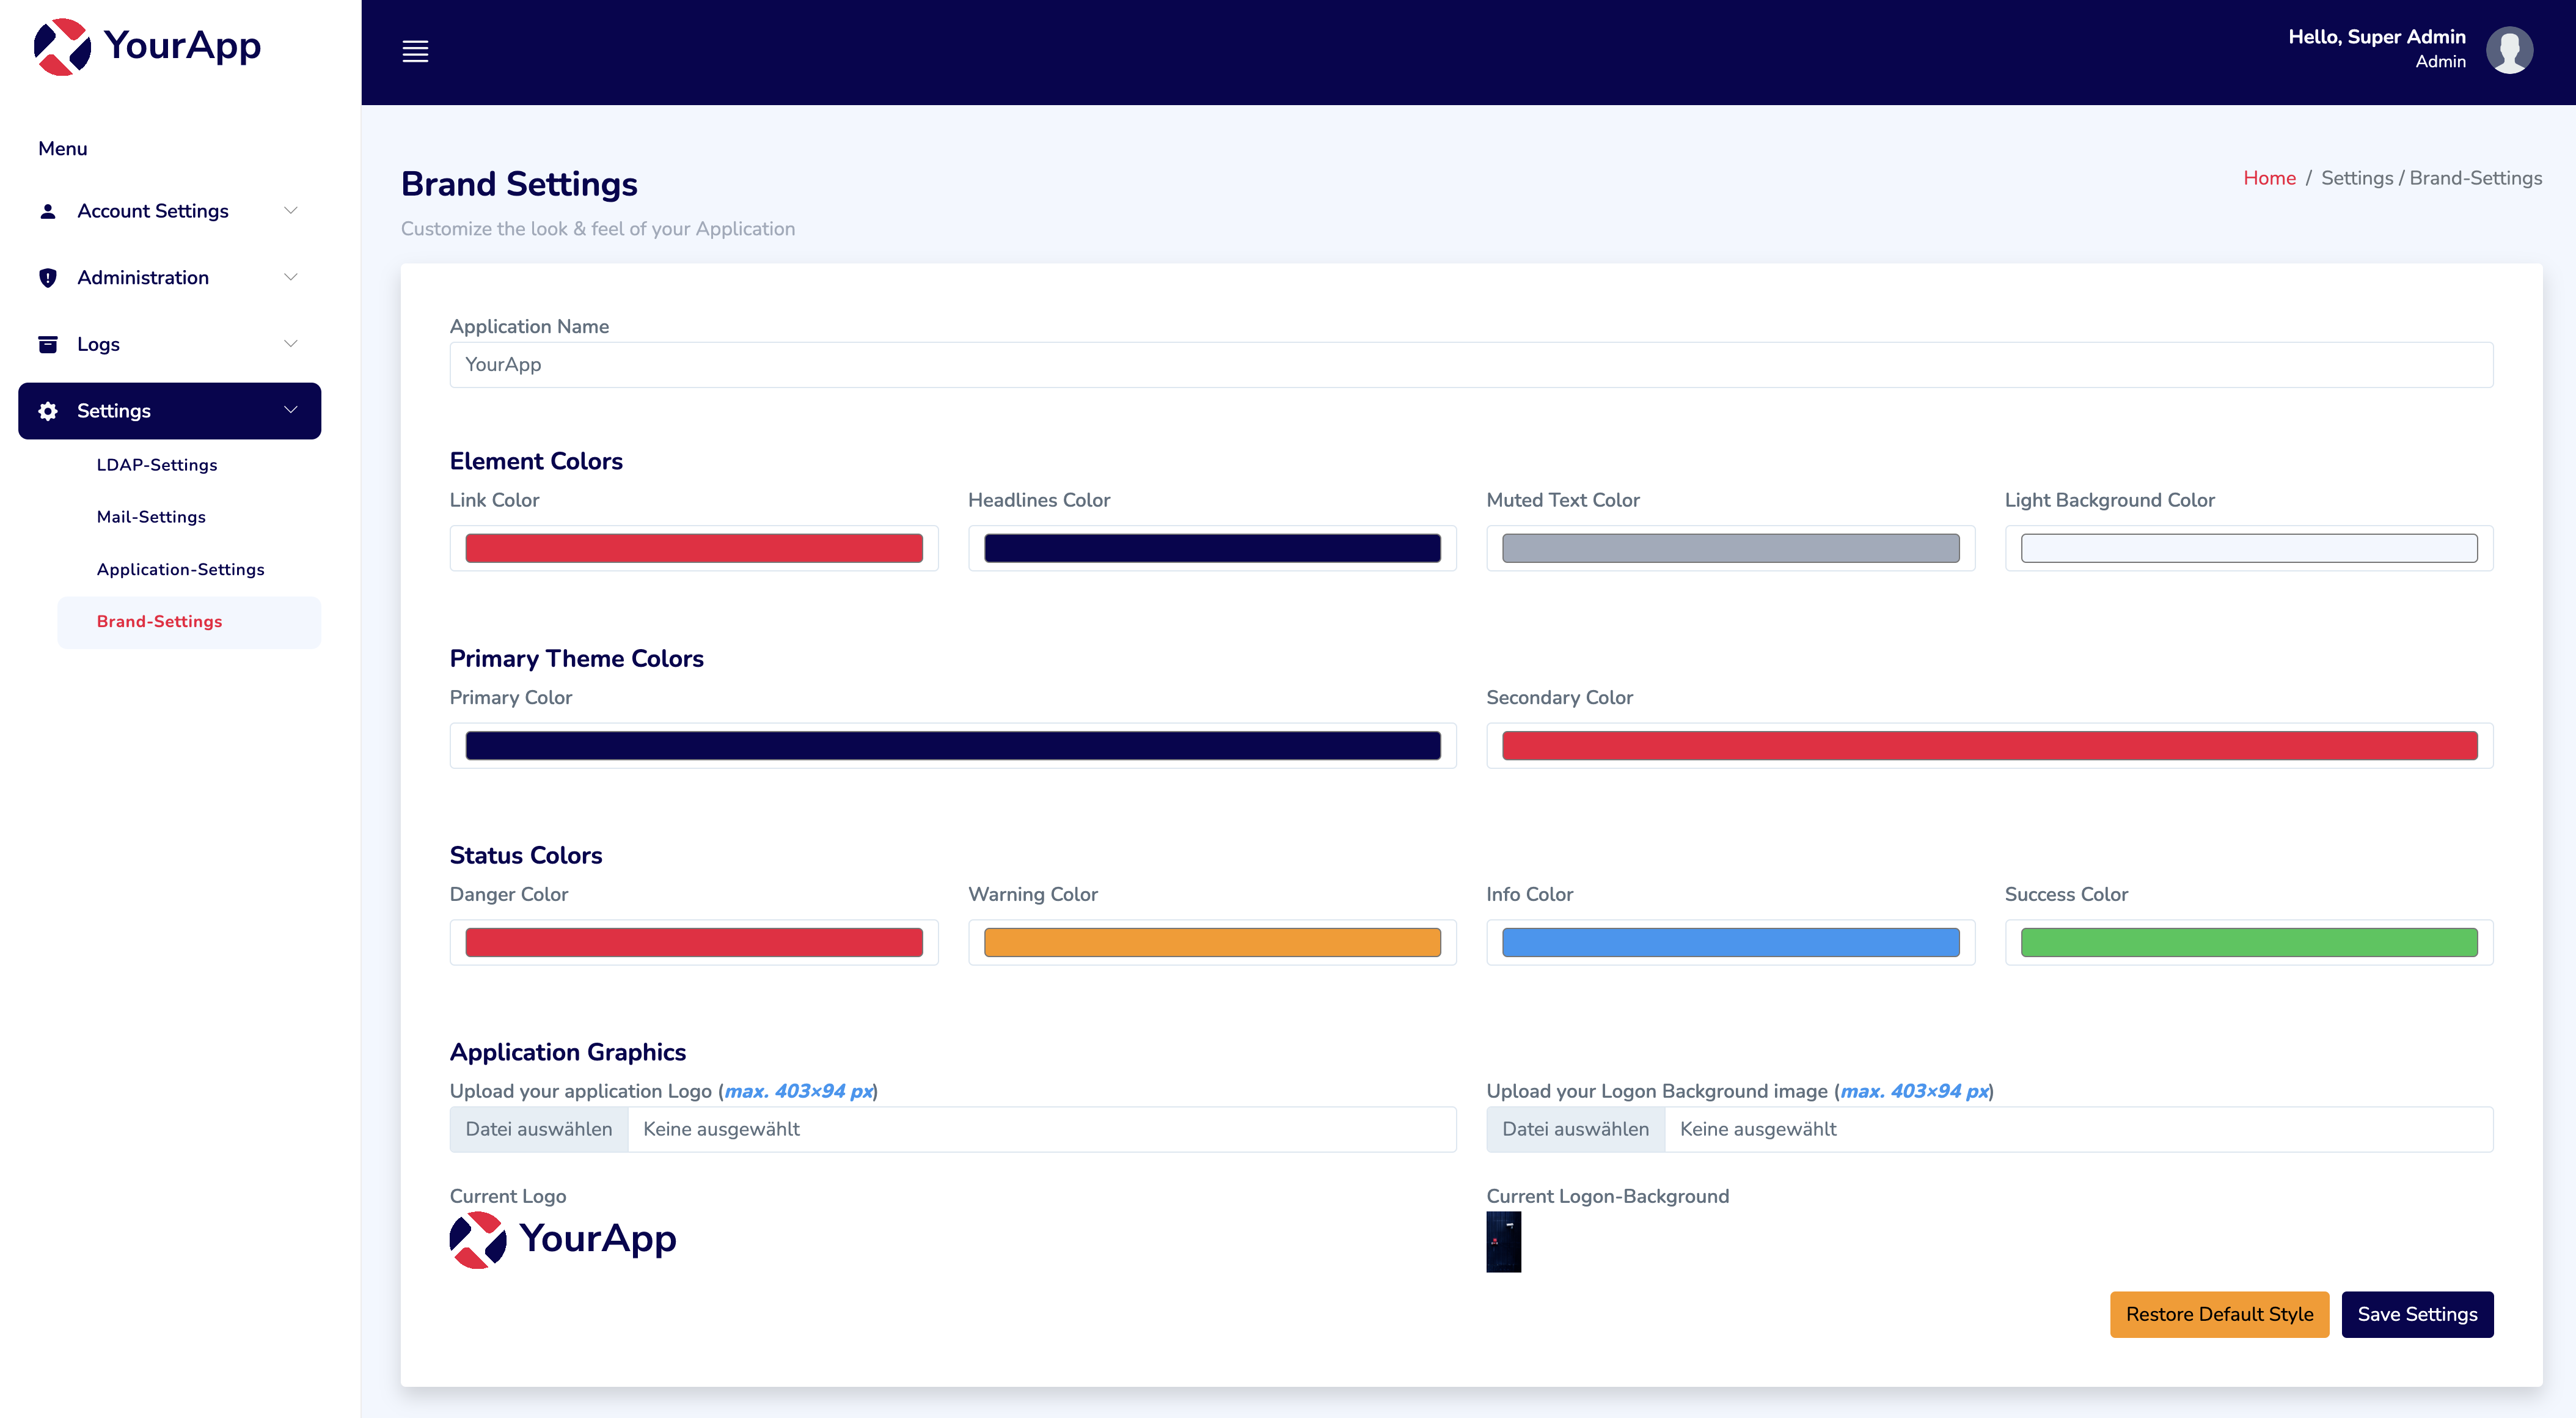 YourApp
Hello, Super Admin
Admin
Menu
Account Settings
Administration
Logs
Settings
LDAP-Settings
Mail-Settings
Application-Settings
Brand-Settings
Brand Settings
Home / Settings / Brand-Settings
Customize the look & feel of your Application
Application Name
YourApp
Element Colors
Link Color
Headlines Color
Muted Text Color
Light Background Color
Primary Theme Colors
Primary Color
Secondary Color
Status Colors
Danger Color
Warning Color
Info Color
Success Color
Application Graphics
Upload your application Logo (max. 403×94 px)
Datei auswählen Keine ausgewählt
Upload your Logon Background image (max. 403×94 px)
Datei auswählen Keine ausgewählt
Current Logo
YourApp
Current Logon-Background
Restore Default Style
Save Settings